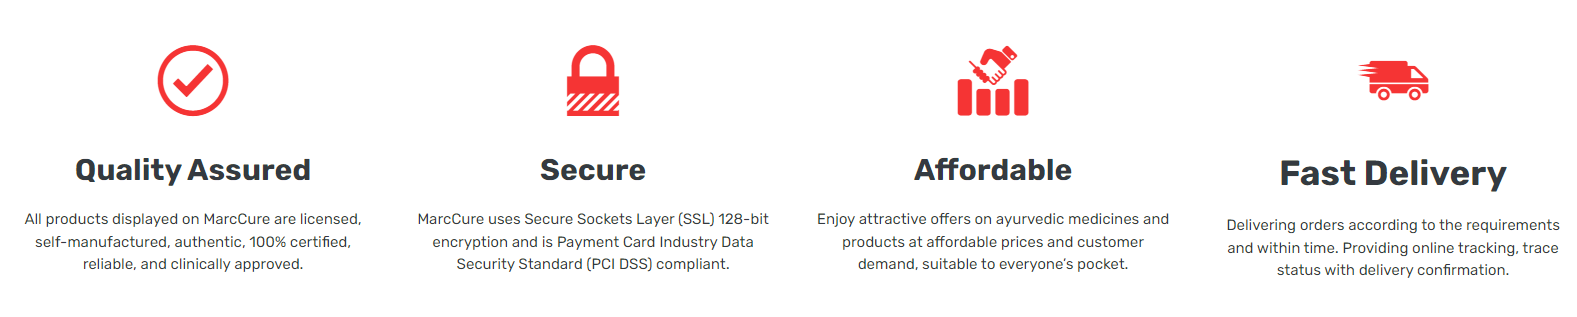 Quality Assured
All products displayed on MarcCure are licensed,
self-manufactured, authentic, 100% certified,
reliable, and clinically approved.
Secure
MarcCure uses Secure Sockets Layer (SSL) 128-bit
encryption and is Payment Card Industry Data
Security Standard (PCI DSS) compliant.
Affordable
Enjoy attractive offers on ayurvedic medicines and
products at affordable prices and customer
demand, suitable to everyone's pocket.
Fast Delivery
Delivering orders according to the requirements
and within time. Providing online tracking, trace
status with delivery confirmation.